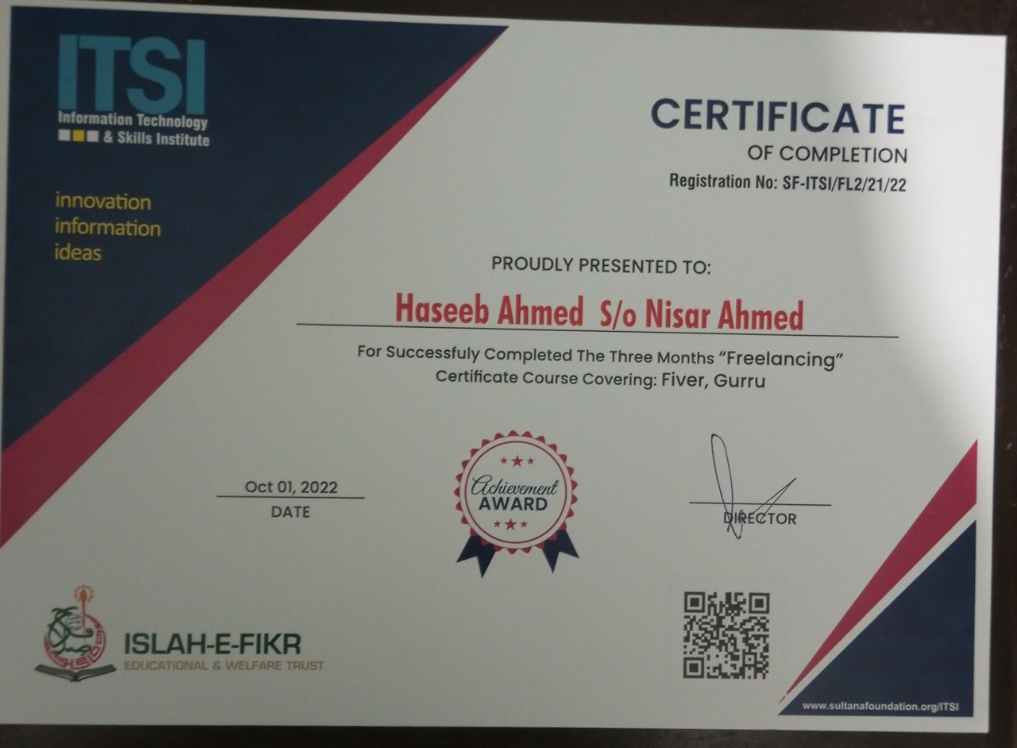 ITSI
Information Technology
& Skills Institute
innovation
information
ideas
CERTIFICATE
OF COMPLETION
Registration No: SF-ITSI/FL2/21/22
PROUDLY PRESENTED TO:
Haseeb Ahmed S/o Nisar Ahmed
For Successfuly Completed The Three Months “Freelancing”
Certificate Course Covering: Fiver, Gurru
Oct 01, 2022
DATE
Achievement
AWARD
DIRECTOR
ISLAH-E-FIKR
EDUCATIONAL & WELFARE TRUST
www.sultanafoundation.org/ITSI